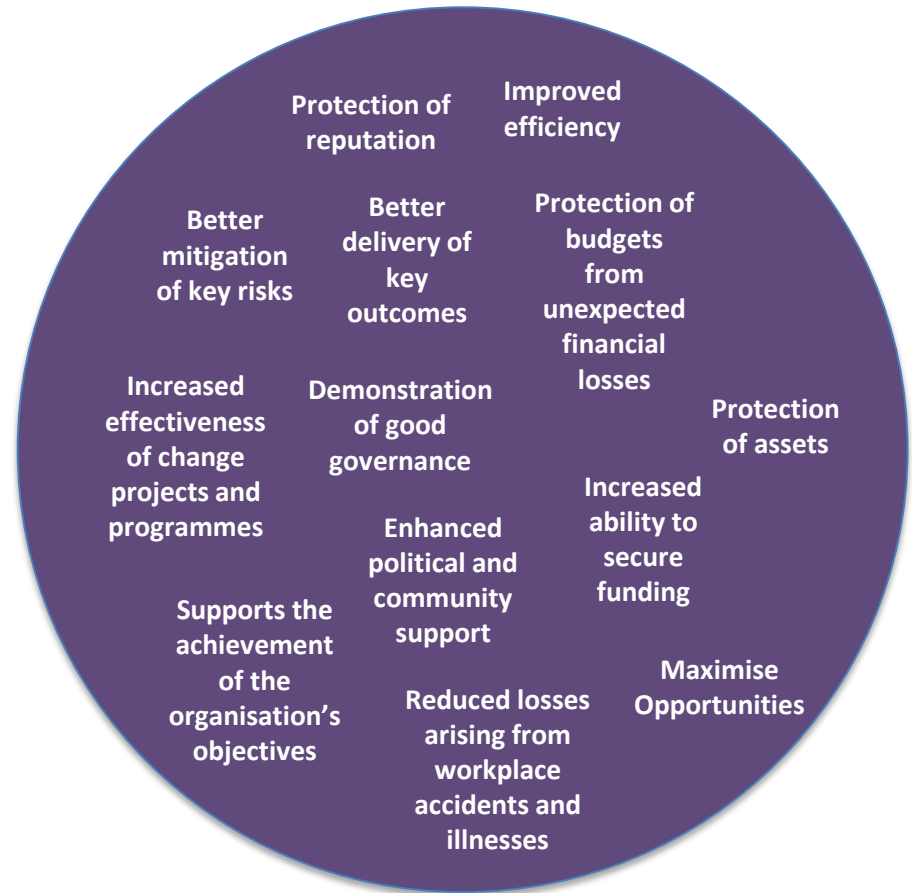 Protection of
reputation
Improved
efficiency
Better
mitigation
of key risks
Better
delivery of
key
outcomes
Protection of
budgets
from
unexpected
financial
losses
Increased
effectiveness
of change
projects and
programmes
Demonstration
of good
governance
Protection
of assets
Increased
ability to
secure
funding
Enhanced
political and
community
support
Supports the
achievement
of the
organisation’s
objectives
Reduced losses
arising from
workplace
accidents and
illnesses
Maximise
Opportunities